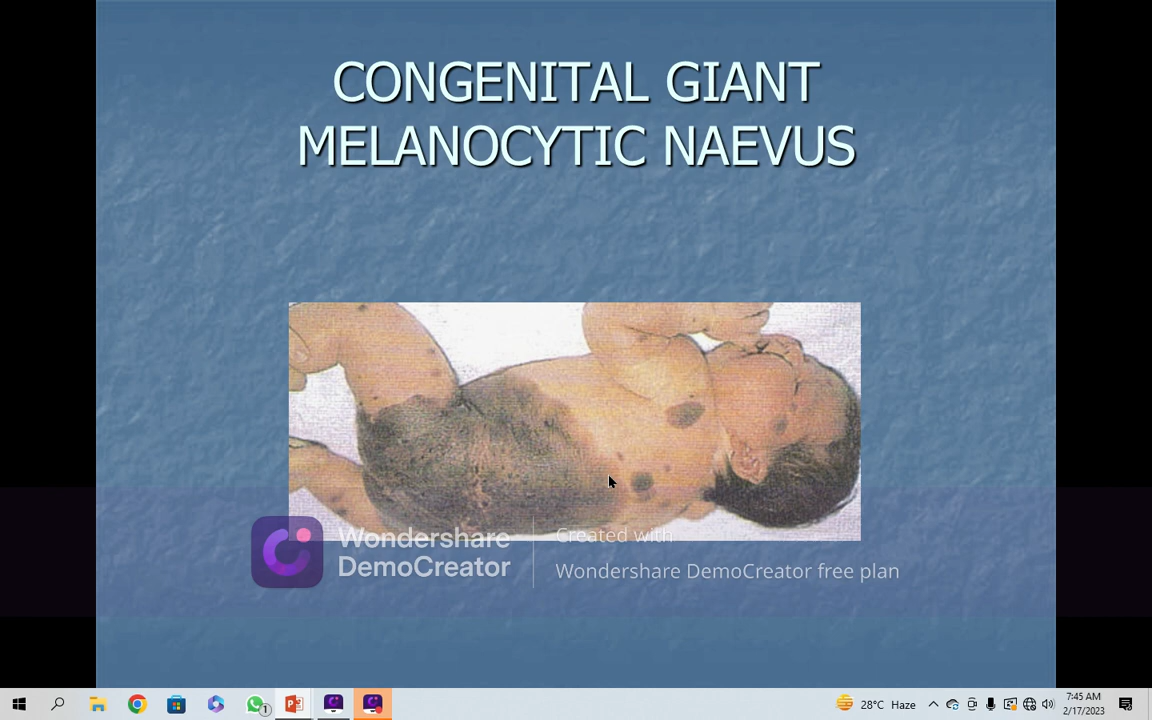 CONGENITAL GIANT
MELANOCYTIC NAEVUS
Wondershare
DemoCreator
Created with
Wondershare DemoCreator free plan
1
28°C Haze
7:45 AM
2/17/2023